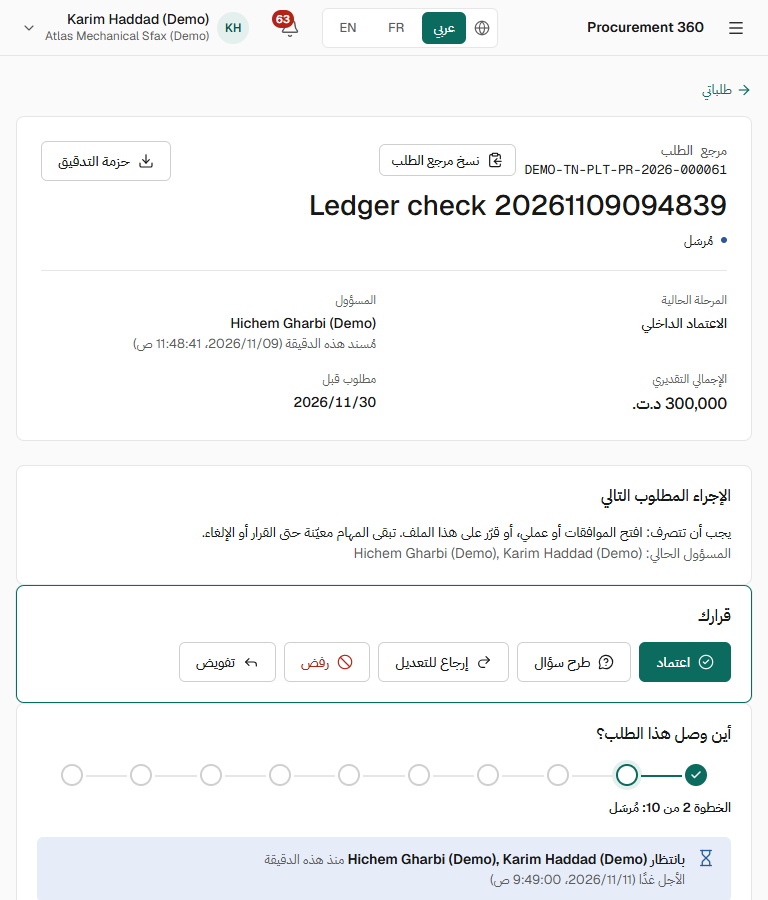 Procurement 360
عربي
FR
EN
63
KH
Karim Haddad (Demo)
Atlas Mechanical Sfax (Demo)
طلباتي
مرجع الطلب
DEMO-TN-PLT-PR-2026-000061
نسخ مرجع الطلب
حزمة التدقيق
Ledger check 20261109094839
مُرسَل
المرحلة الحالية
الاعتماد الداخلي
المسؤول
Hichem Gharbi (Demo)
مُسند هذه الدقيقة (2026/11/09، 11:48:41 ص)
الإجمالي التقديري
300,000 د.ت.
مطلوب قبل
2026/11/30
الإجراء المطلوب التالي
يجب أن تتصرف: افتح الموافقات أو عملي، أو قرّر على هذا الملف. تبقى المهام معيّنة حتى القرار أو الإلغاء.
المسؤول الحالي: Hichem Gharbi (Demo), Karim Haddad (Demo)
قرارك
اعتماد
طرح سؤال
إرجاع للتعديل
رفض
تفويض
أين وصل هذا الطلب؟
الخطوة 2 من 10: مُرسَل
بانتظار Hichem Gharbi (Demo), Karim Haddad (Demo) منذ هذه الدقيقة
الأجل غدًا (2026/11/11، 9:49:00 ص)